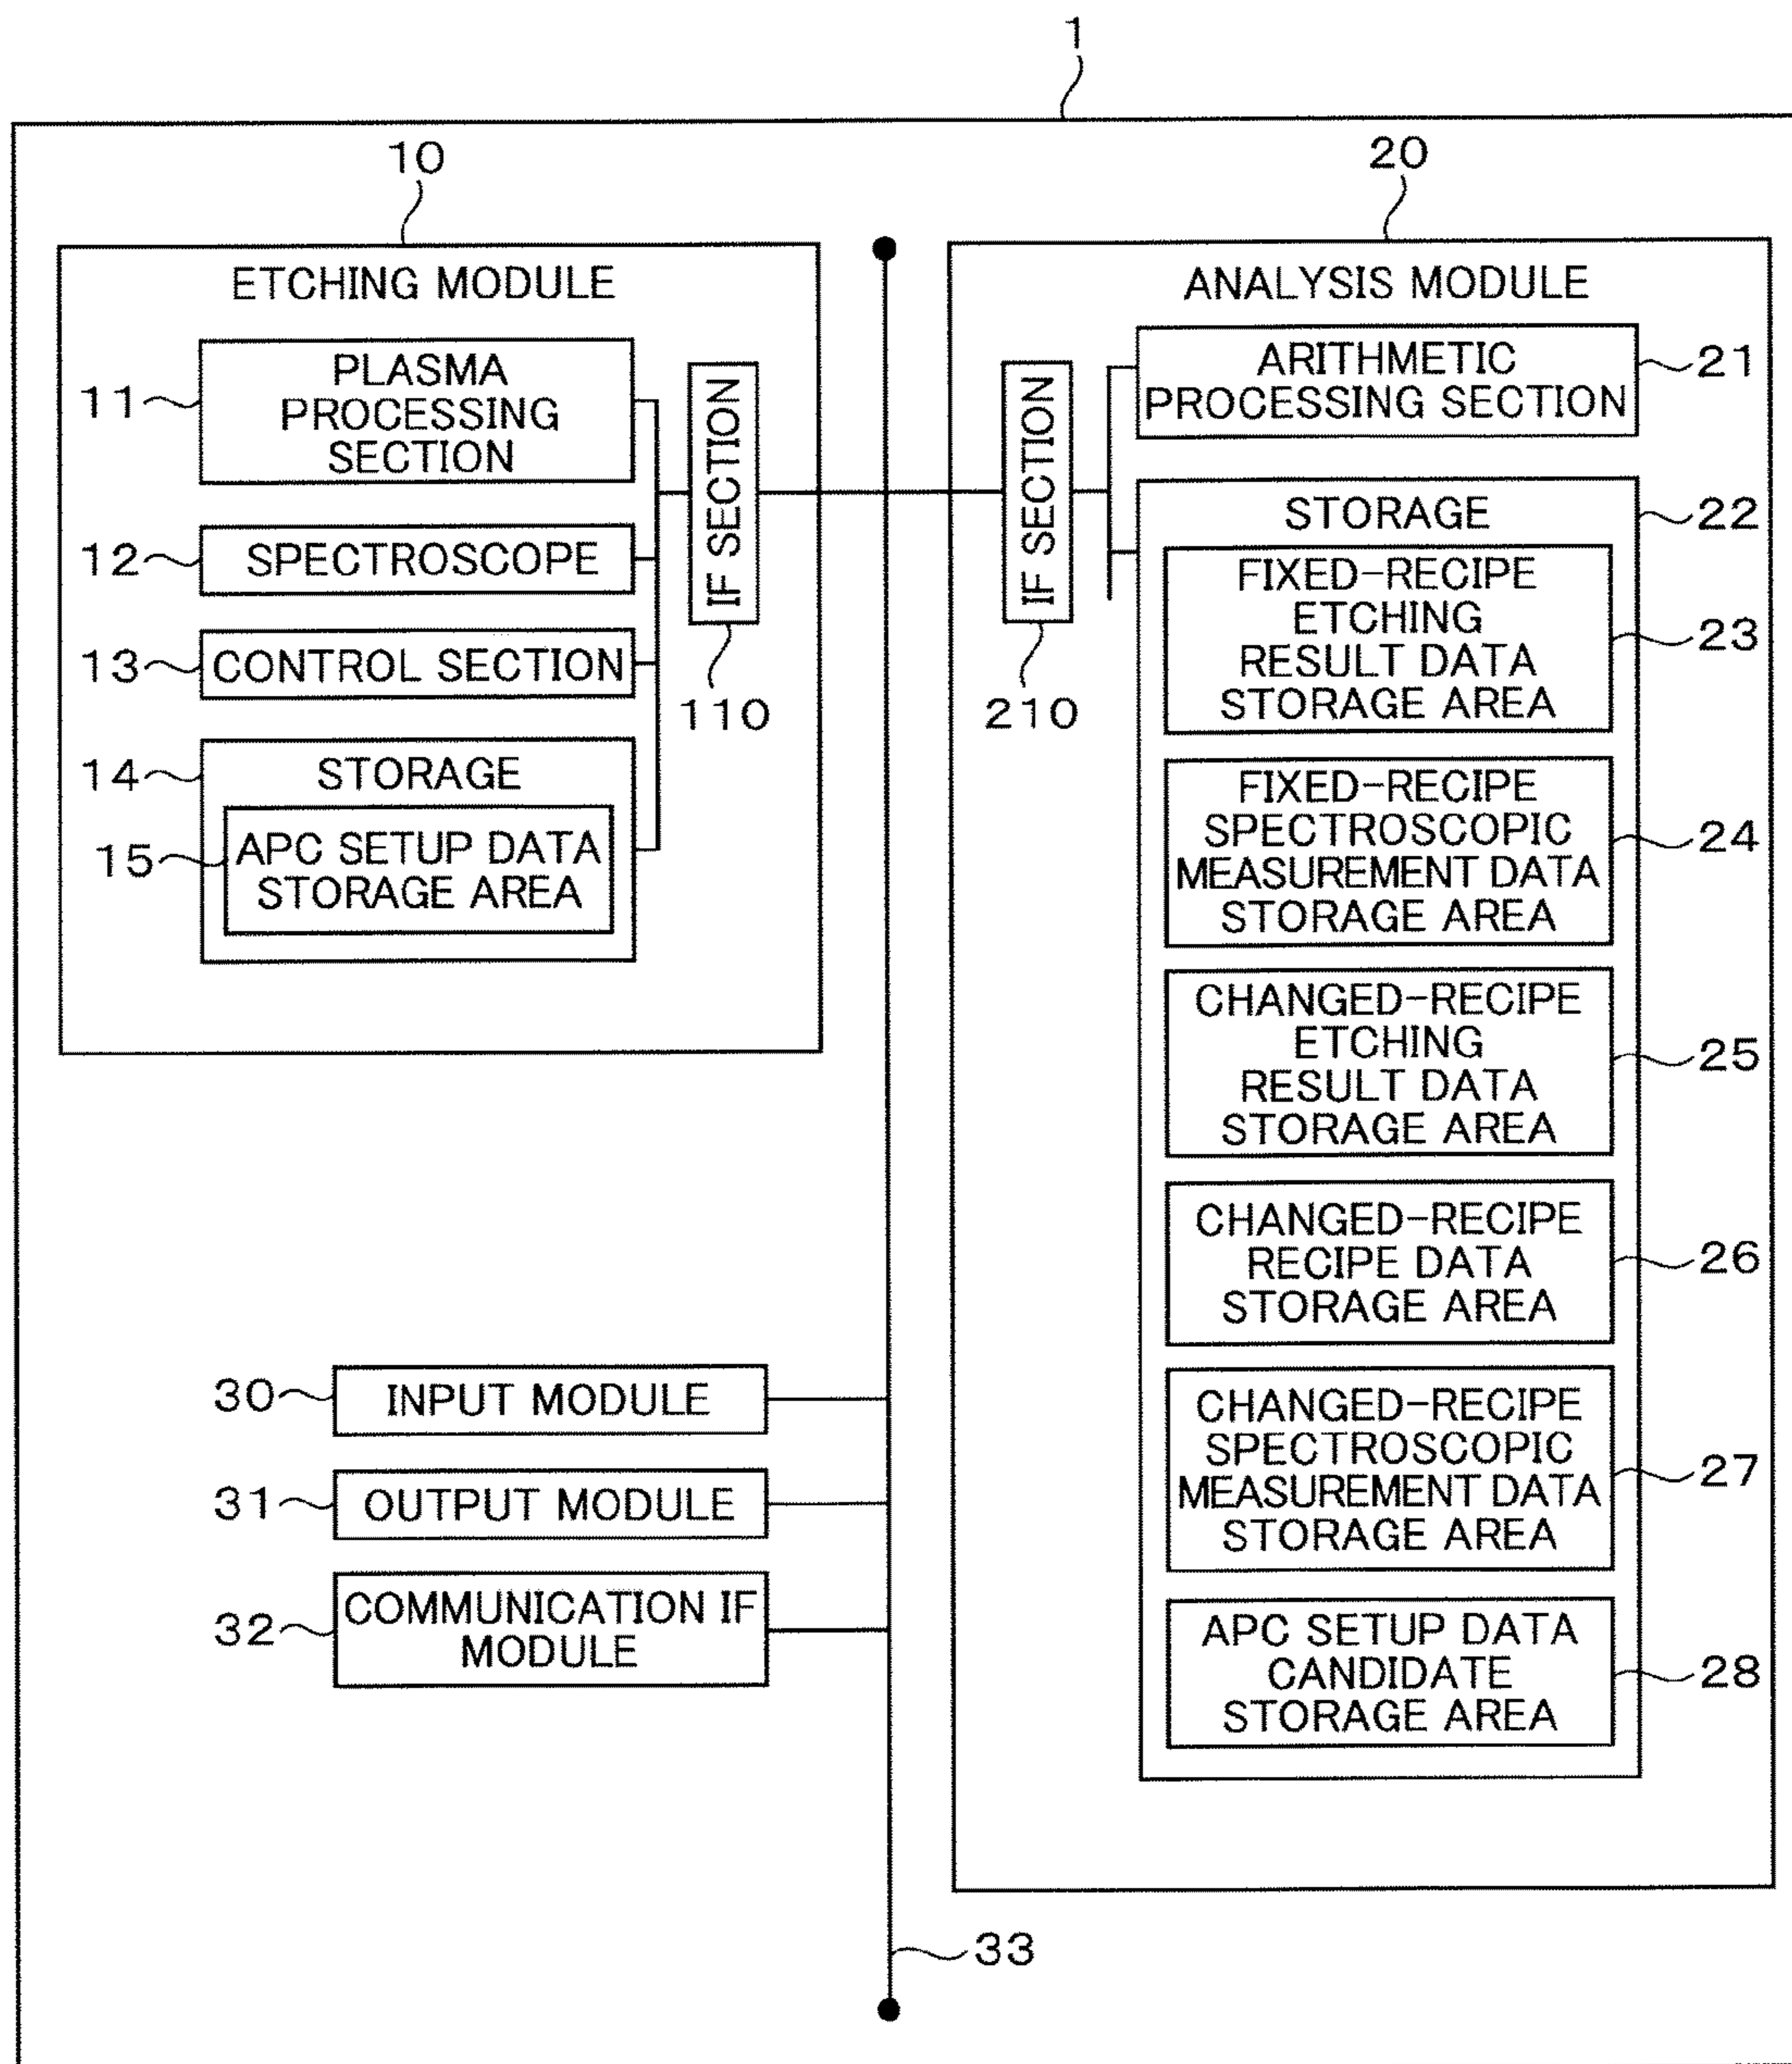 1
10
20
ETCHING MODULE
11
PLASMA
PROCESSING
SECTION
12
SPECTROSCOPE
13
CONTROL SECTION
14
STORAGE
15
APC SETUP DATA
STORAGE AREA
IF SECTION
110
ANALYSIS MODULE
IF SECTION
210
ARITHMETIC
PROCESSING SECTION
21
STORAGE
22
FIXED-RECIPE
ETCHING
RESULT DATA
STORAGE AREA
23
FIXED-RECIPE
SPECTROSCOPIC
MEASUREMENT DATA
STORAGE AREA
24
CHANGED-RECIPE
ETCHING
RESULT DATA
STORAGE AREA
25
CHANGED-RECIPE
RECIPE DATA
STORAGE AREA
26
CHANGED-RECIPE
SPECTROSCOPIC
MEASUREMENT DATA
STORAGE AREA
27
APC SETUP DATA
CANDIDATE
STORAGE AREA
28
30
INPUT MODULE
31
OUTPUT MODULE
32
COMMUNICATION IF
MODULE
33